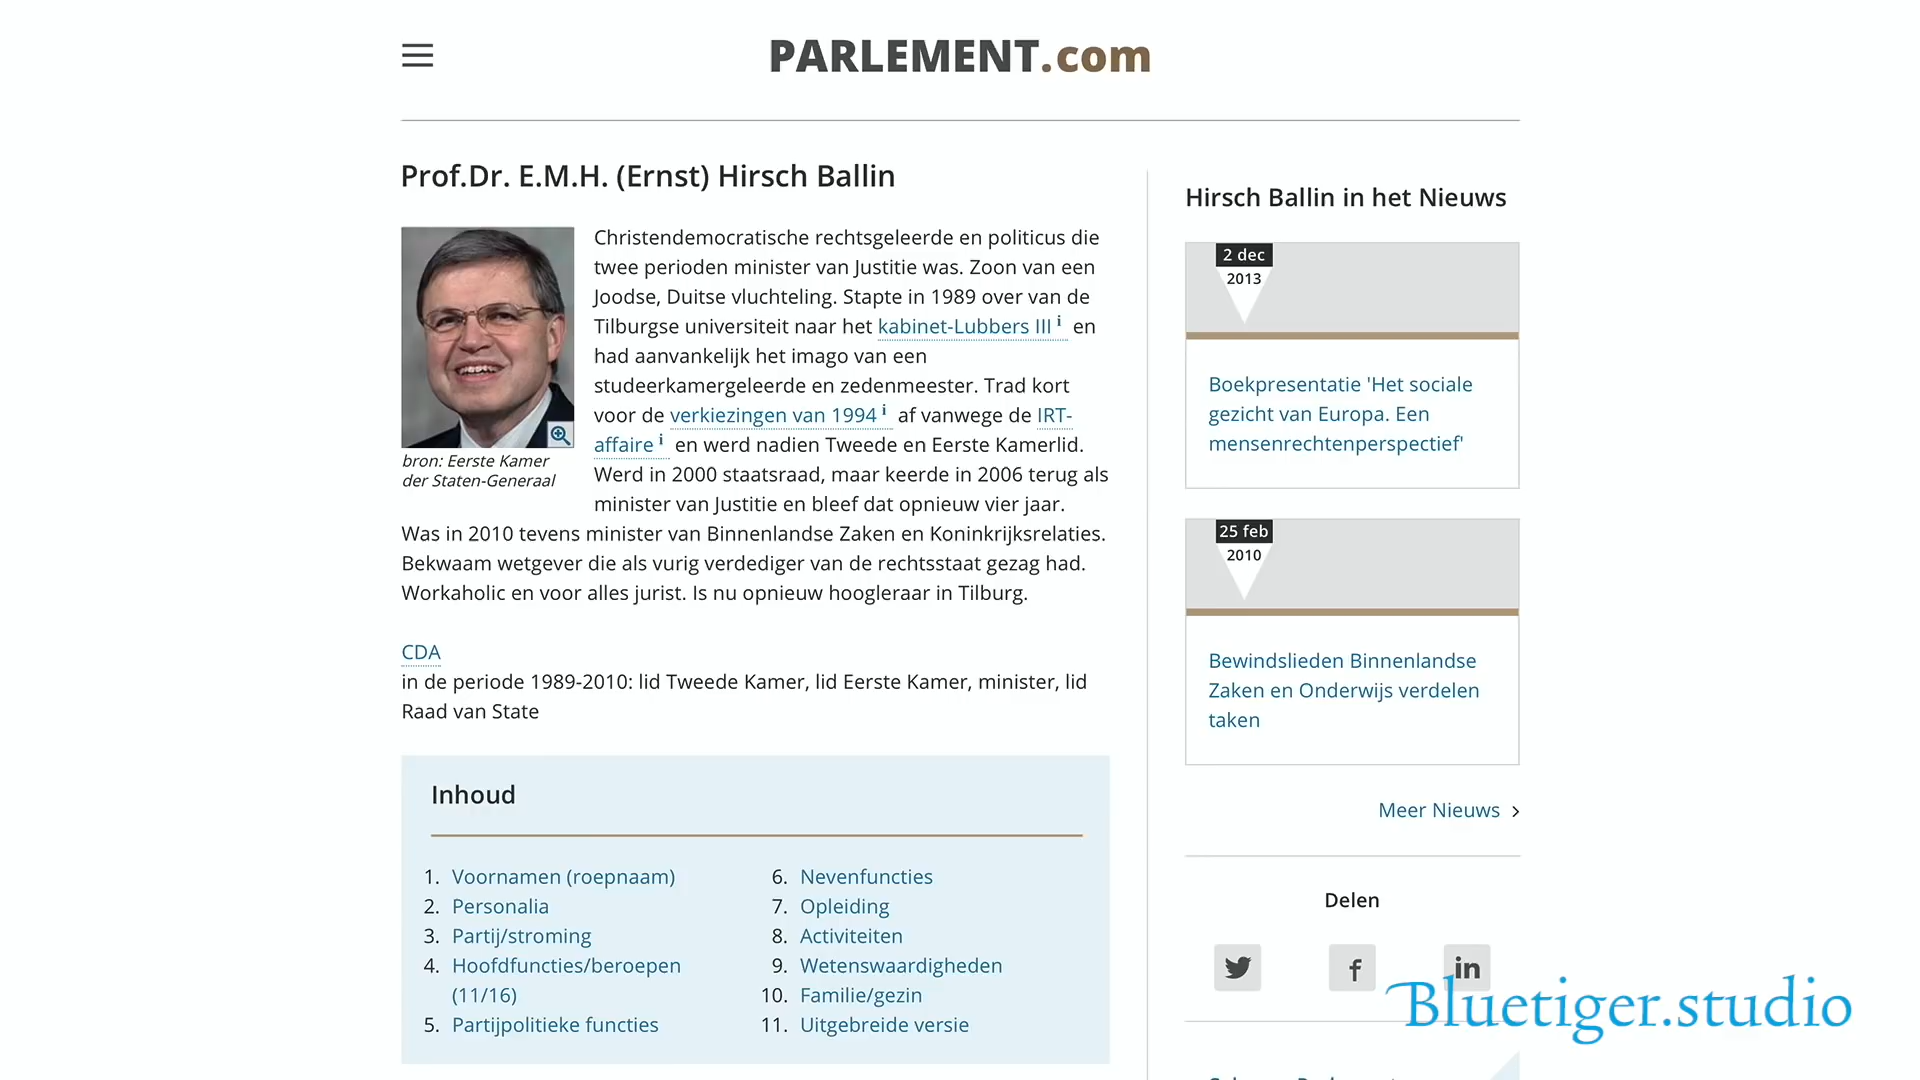 PARLEMENT.com
Prof.Dr. E.M.H. (Ernst) Hirsch Ballin
bron: Eerste Kamer
der Staten-Generaal
Christendemocratische rechtsgeleerde en politicus die
twee perioden minister van Justitie was. Zoon van een
Joodse, Duitse vluchteling. Stapte in 1989 over van de
Tilburgse universiteit naar het kabinet-Lubbers III i en
had aanvankelijk het imago van een
studeerkamergeleerde en zedenmeester. Trad kort
voor de verkiezingen van 1994 i af vanwege de IRT-
affaire i en werd nadien Tweede en Eerste Kamerlid.
Werd in 2000 staatsraad, maar keerde in 2006 terug als
minister van Justitie en bleef dat opnieuw vier jaar.
Was in 2010 tevens minister van Binnenlandse Zaken en Koninkrijksrelaties.
Bekwaam wetgever die als vurig verdediger van de rechtsstaat gezag had.
Workaholic en voor alles jurist. Is nu opnieuw hoogleraar in Tilburg.
CDA
in de periode 1989-2010: lid Tweede Kamer, lid Eerste Kamer, minister, lid
Raad van State
Inhoud
1. Voornamen (roepnaam)
2. Personalia
3. Partij/stroming
4. Hoofdfuncties/beroepen
(11/16)
5. Partijpolitieke functies
6. Nevenfuncties
7. Opleiding
8. Activiteiten
9. Wetenswaardigheden
10. Familie/gezin
11. Uitgebreide versie
Hirsch Ballin in het Nieuws
2 dec
2013
Boekpresentatie 'Het sociale
gezicht van Europa. Een
mensenrechtenperspectief'
25 feb
2010
Bewindslieden Binnenlandse
Zaken en Onderwijs verdelen
taken
Meer Nieuws
Delen
Bluetiger.studio